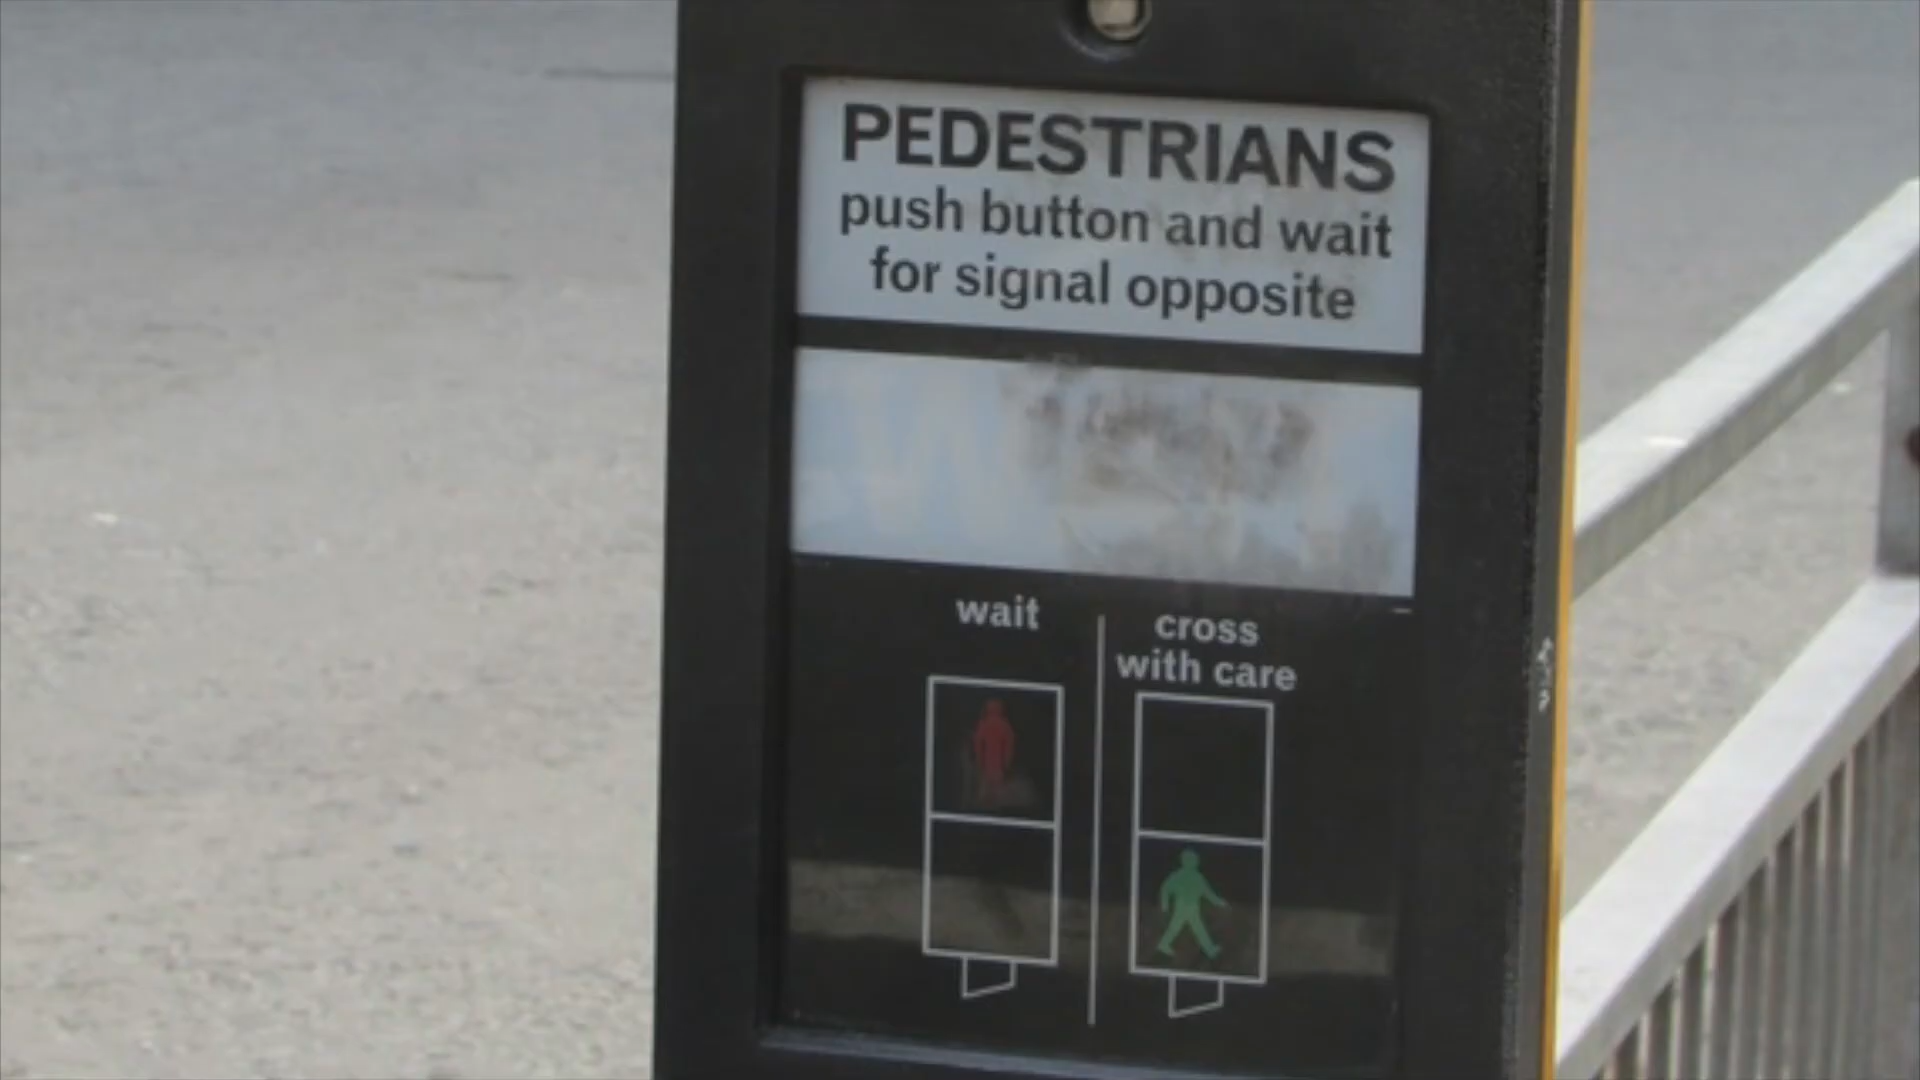 PEDESTRIANS
push button and wait
for signal opposite
wait
cross
with care